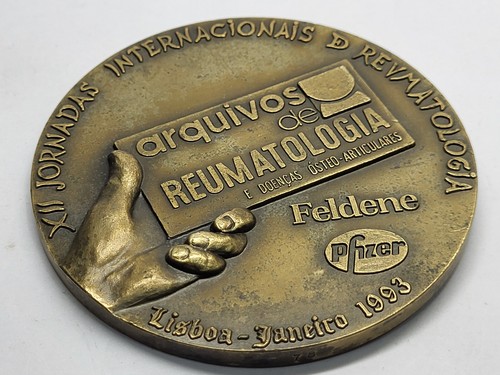 XII JORNADAS INTERNACIONAIS D REVMATOLOGIA
arquivos
de
REUMATOLOGIA
E DOENÇAS ÓSTEO-ARTICULARES
Feldene
Pfizer
Lisboa - Janeiro 1993